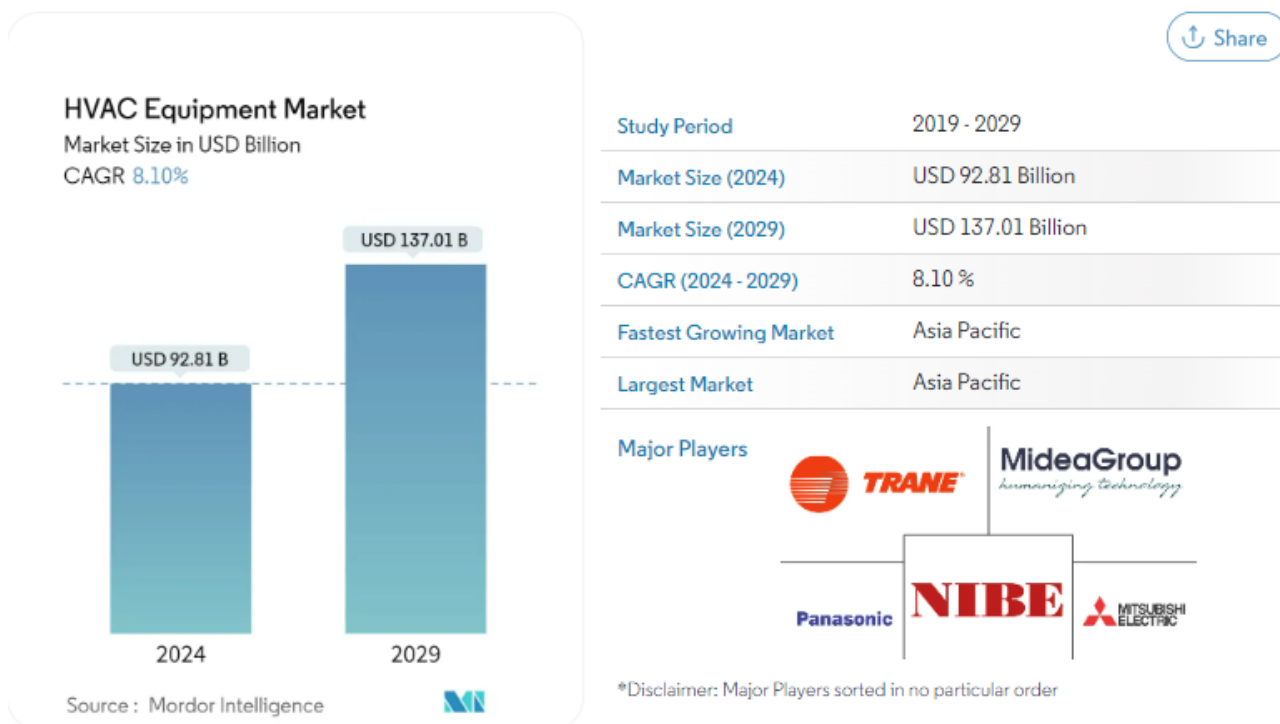 Share
HVAC Equipment Market
Market Size in USD Billion
CAGR 8.10%
USD 137.01 B
USD 92.81 B
2024
2029
Source : Mordor Intelligence
Study Period 2019 - 2029
Market Size (2024) USD 92.81 Billion
Market Size (2029) USD 137.01 Billion
CAGR (2024 - 2029) 8.10 %
Fastest Growing Market Asia Pacific
Largest Market Asia Pacific
Major Players
TRANE
MideaGroup
humanizing technology
Panasonic
NIBE
MITSUBISHI
ELECTRIC
*Disclaimer: Major Players sorted in no particular order